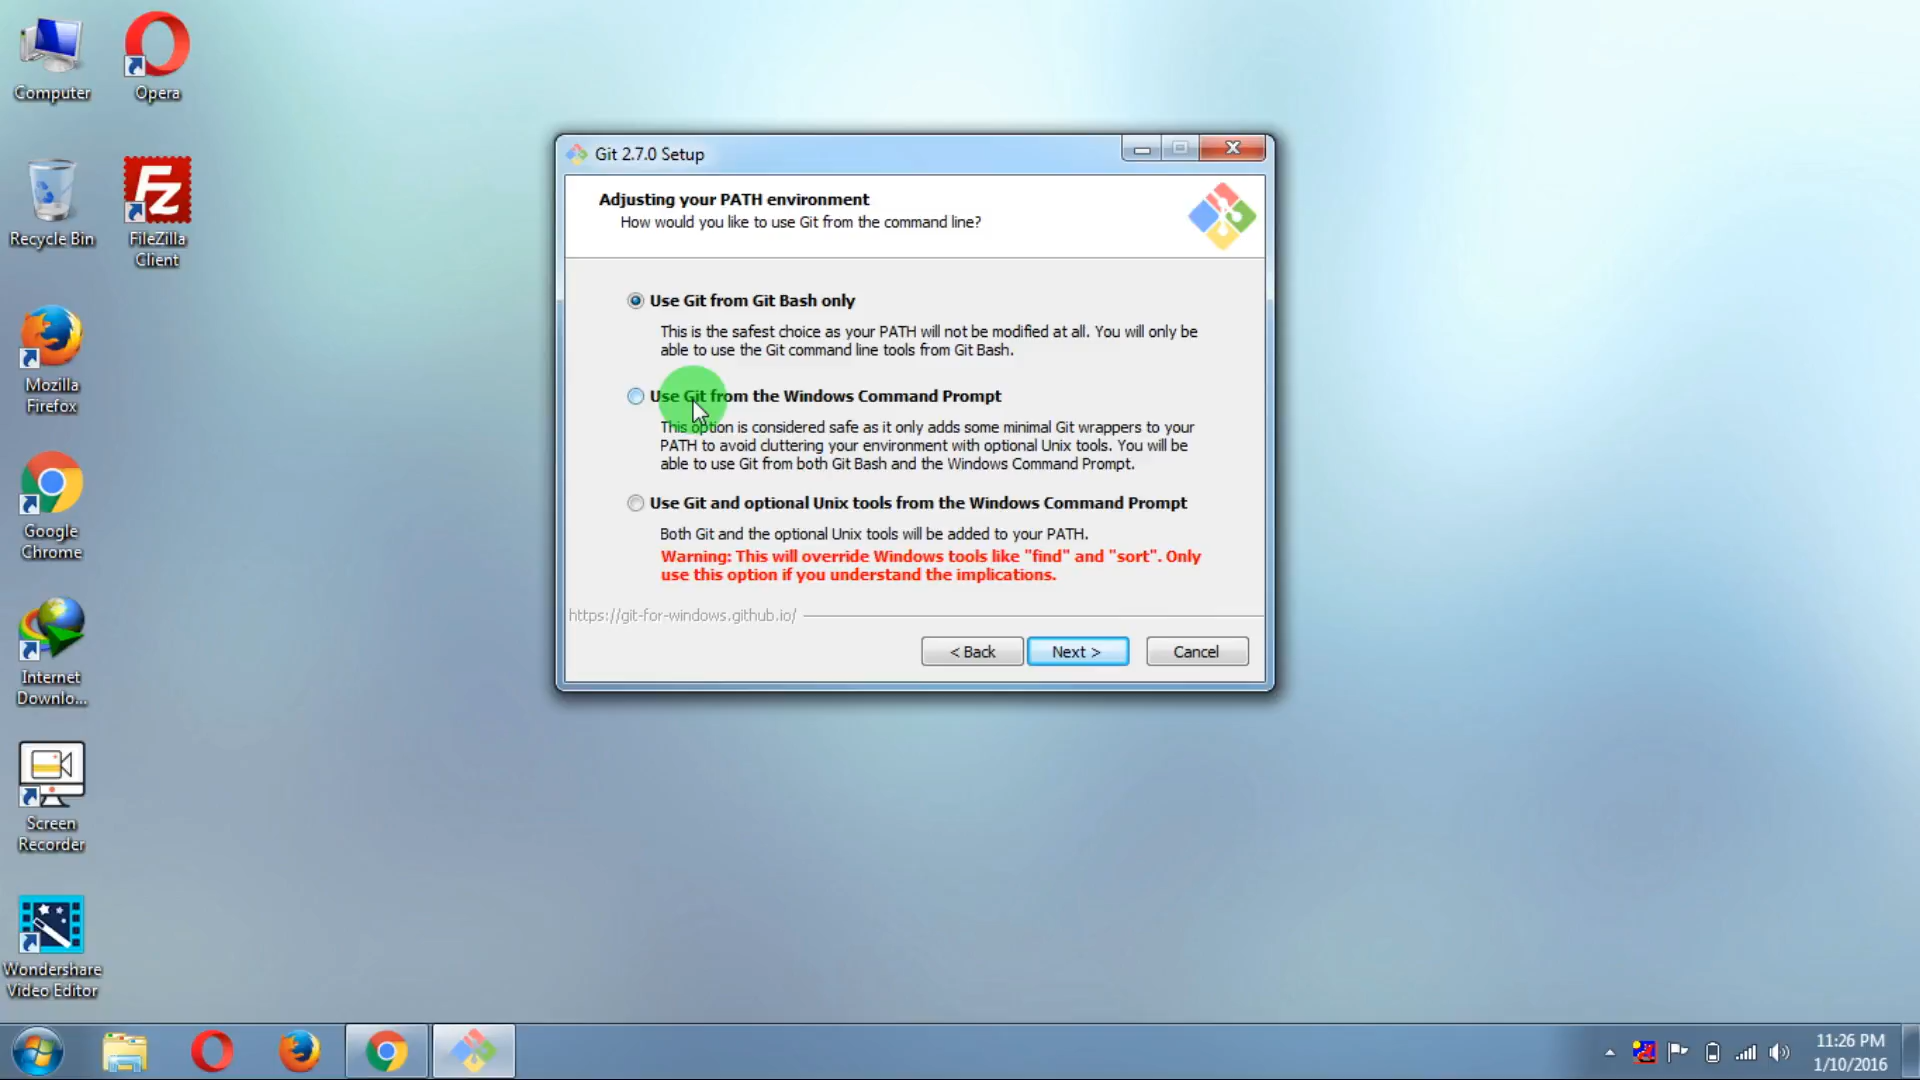 Computer
Opera
Recycle Bin
FileZilla
Client
Mozilla
Firefox
Google
Chrome
Internet
Downlo...
Screen
Recorder
Wondershare
Video Editor
Git 2.7.0 Setup
Adjusting your PATH environment
How would you like to use Git from the command line?
Use Git from Git Bash only
This is the safest choice as your PATH will not be modified at all. You will only be
able to use the Git command line tools from Git Bash.
Use Git from the Windows Command Prompt
This option is considered safe as it only adds some minimal Git wrappers to your
PATH to avoid cluttering your environment with optional Unix tools. You will be
able to use Git from both Git Bash and the Windows Command Prompt.
Use Git and optional Unix tools from the Windows Command Prompt
Both Git and the optional Unix tools will be added to your PATH.
Warning: This will override Windows tools like "find" and "sort". Only
use this option if you understand the implications.
https://git-for-windows.github.io/
< Back
Next >
Cancel
11:26 PM
1/10/2016